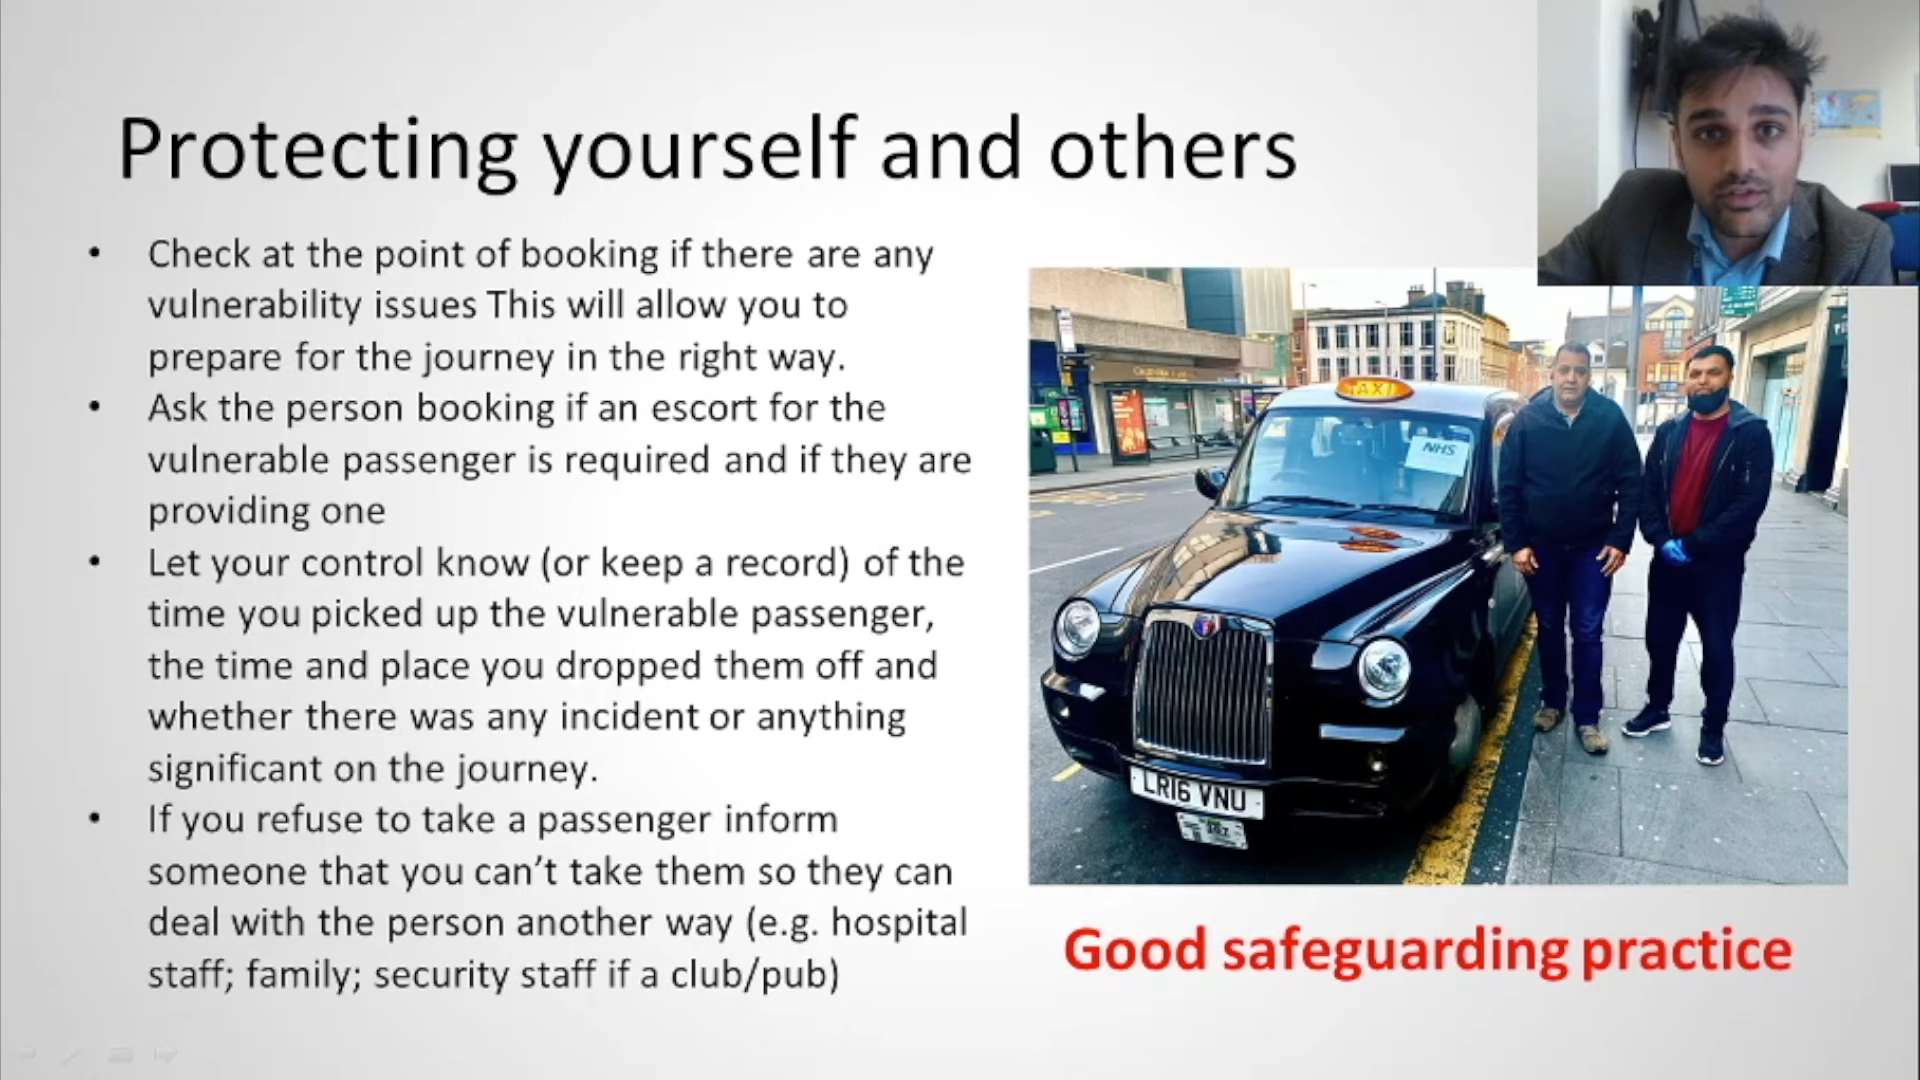 Protecting yourself and others
• Check at the point of booking if there are any
vulnerability issues This will allow you to
prepare for the journey in the right way.
• Ask the person booking if an escort for the
vulnerable passenger is required and if they are
providing one
• Let your control know (or keep a record) of the
time you picked up the vulnerable passenger,
the time and place you dropped them off and
whether there was any incident or anything
significant on the journey.
• If you refuse to take a passenger inform
someone that you can’t take them so they can
deal with the person another way (e.g. hospital
staff; family; security staff if a club/pub)
TAXI
NHS
LR16 VNU
Good safeguarding practice